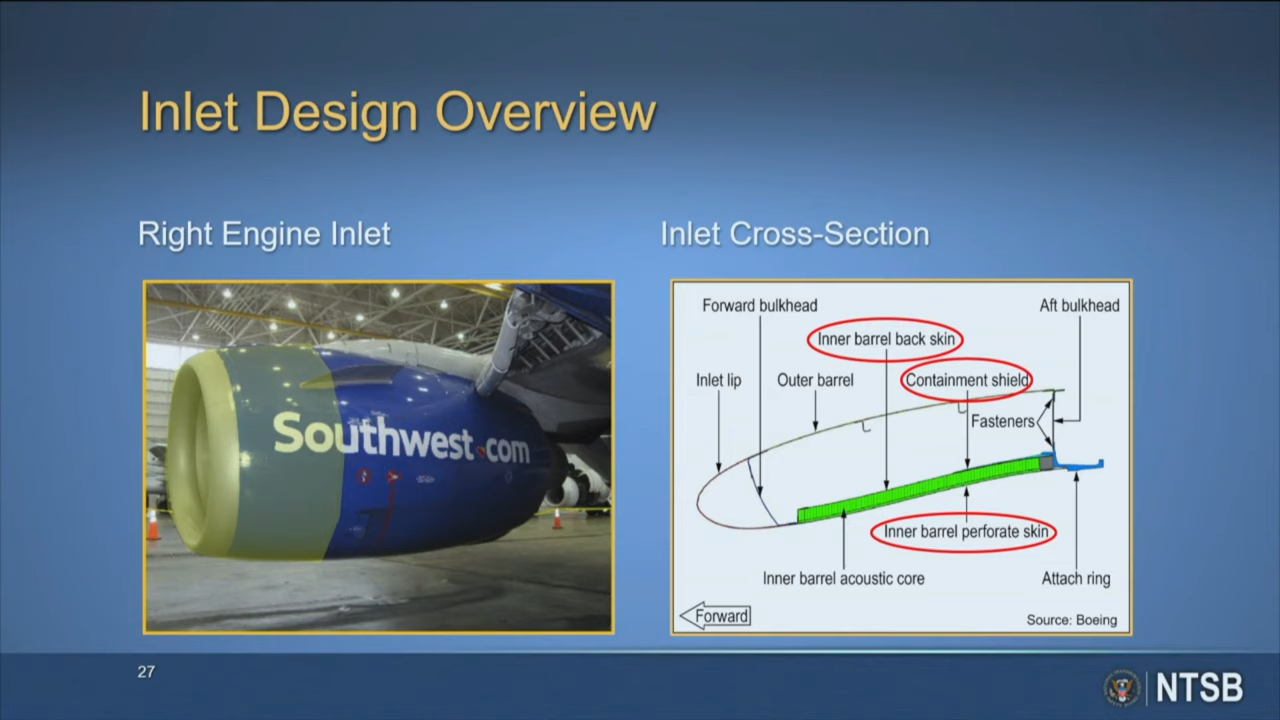 Inlet Design Overview
Right Engine Inlet
Inlet Cross-Section
Southwest.com
Forward bulkhead
Aft bulkhead
Inner barrel back skin
Inlet lip
Outer barrel
Containment shield
Fasteners
Inner barrel perforate skin
Inner barrel acoustic core
Attach ring
Forward
Source: Boeing
27
NTSB